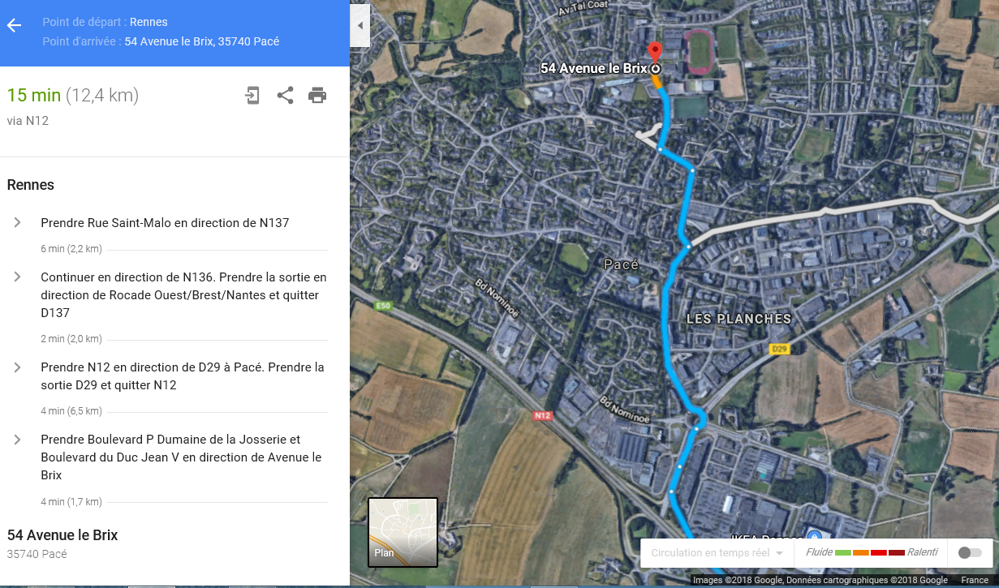 Point de départ : Rennes
Point d'arrivée : 54 Avenue le Brix, 35740 Pacé
15 min (12,4 km)
via N12
Rennes
Prendre Rue Saint-Malo en direction de N137
6 min (2,2 km)
Continuer en direction de N136. Prendre la sortie en
direction de Rocade Ouest/Brest/Nantes et quitter
D137
2 min (2,0 km)
Prendre N12 en direction de D29 à Pacé. Prendre la
sortie D29 et quitter N12
4 min (6,5 km)
Prendre Boulevard P Dumaine de la Josserie et
Boulevard du Duc Jean V en direction de Avenue le
Brix
4 min (1,7 km)
54 Avenue le Brix
35740 Pacé
Av Tal Coat
54 Avenue le Brix
Pacé
Bd Nominoë
E50
LES PLANCHES
D29
Bd Nominoë
N12
IKEA Rennes
Plan
Circulation en temps réel
Fluide
Ralenti
Images ©2018 Google, Données cartographiques ©2018 Google
France